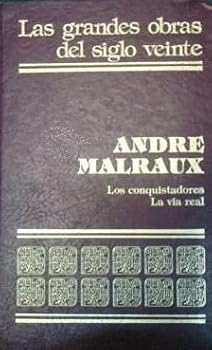 Las grandes obras
del siglo veinte
ANDRE
MALRAUX
Los conquistadores
La vía real